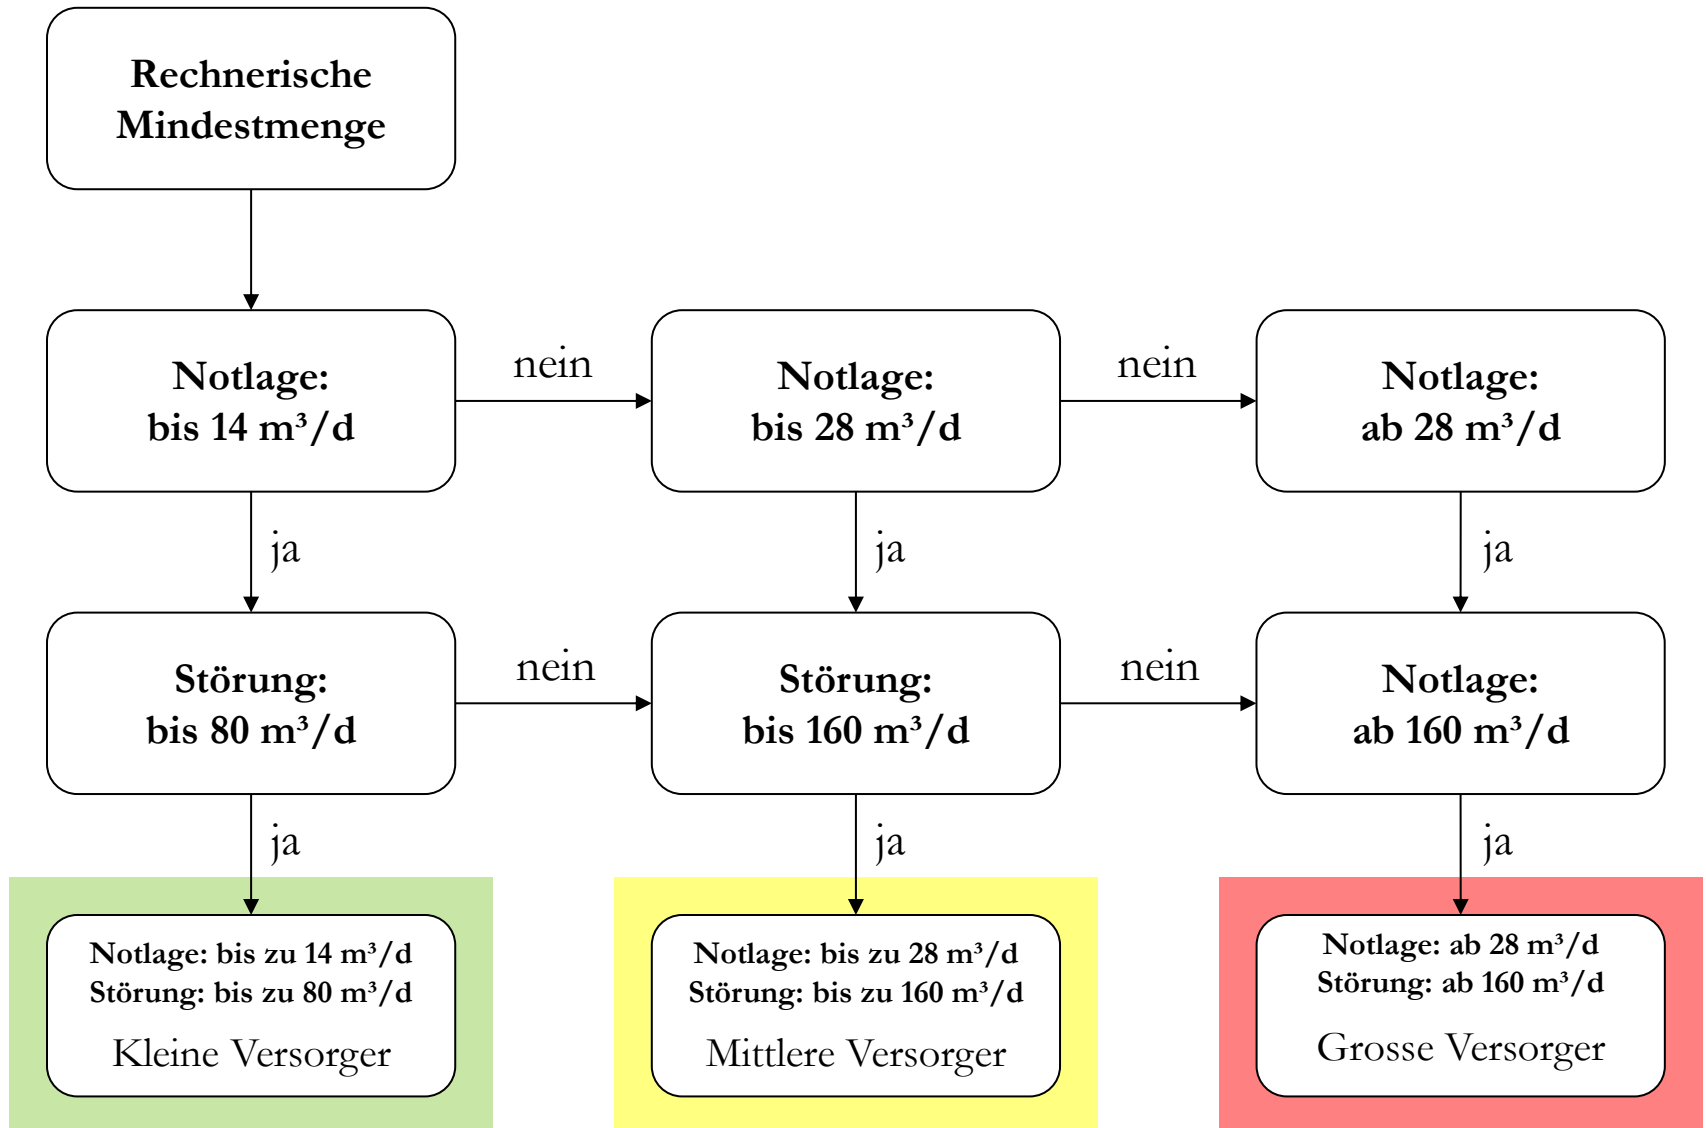 Rechnerische
Mindestmenge
Notlage:
bis 14 m³/d
nein
Notlage:
bis 28 m³/d
nein
Notlage:
ab 28 m³/d
ja
ja
ja
Störung:
bis 80 m³/d
nein
Störung:
bis 160 m³/d
nein
Notlage:
ab 160 m³/d
ja
ja
ja
Notlage: bis zu 14 m³/d
Störung: bis zu 80 m³/d
Kleine Versorger
Notlage: bis zu 28 m³/d
Störung: bis zu 160 m³/d
Mittlere Versorger
Notlage: ab 28 m³/d
Störung: ab 160 m³/d
Grosse Versorger